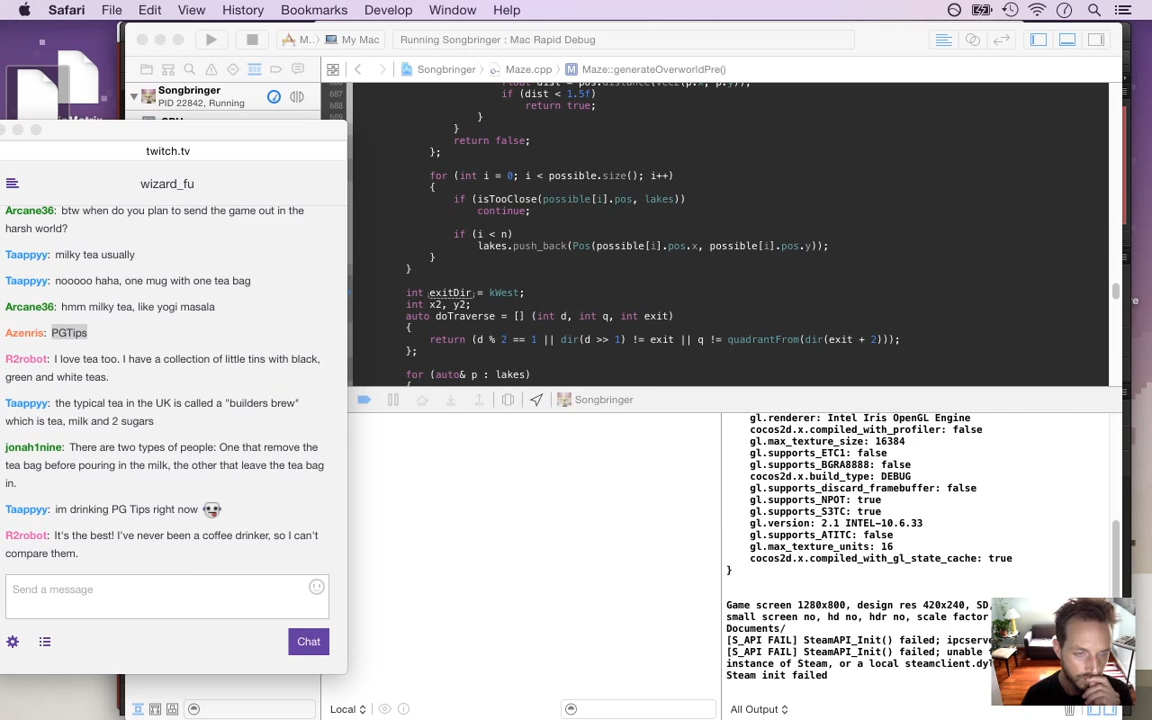 Safari File Edit View History Bookmarks Develop Window Help
M.. My Mac Running Songbringer : Mac Rapid Debug
Songbringer
PID 22842, Running
Songbringer Maze.cpp M Maze::generateOverworldPre()
687 if (dist < 1.5f)
688 return true;
689 }
}
return false;
};
for (int i = 0; i < possible.size(); i++)
{
if (isTooClose(possible[i].pos, lakes))
continue;
if (i < n)
lakes.push_back(Pos(possible[i].pos.x, possible[i].pos.y));
}
}
int exitDir = kWest;
int x2, y2;
auto doTraverse = [] (int d, int q, int exit)
{
return (d % 2 == 1 || dir(d >> 1) != exit || q != quadrantFrom(dir(exit + 2)));
};
for (auto& p : lakes)
{
twitch.tv
wizard_fu
Arcane36: btw when do you plan to send the game out in the
harsh world?
Taappyy: milky tea usually
Taappyy: nooooo haha, one mug with one tea bag
Arcane36: hmm milky tea, like yogi masala
Azenris: PGTips
R2robot: I love tea too. I have a collection of little tins with black,
green and white teas.
Taappyy: the typical tea in the UK is called a "builders brew"
which is tea, milk and 2 sugars
jonah1nine: There are two types of people: One that remove the
tea bag before pouring in the milk, the other that leave the tea bag
in.
Taappyy: im drinking PG Tips right now
R2robot: It's the best! I've never been a coffee drinker, so I can't
compare them.
Send a message
Chat
Songbringer
gl.renderer: Intel Iris OpenGL Engine
cocos2d.x.compiled_with_profiler: false
gl.max_texture_size: 16384
gl.supports_ETC1: false
gl.supports_BGRA8888: false
cocos2d.x.build_type: DEBUG
gl.supports_discard_framebuffer: false
gl.supports_NPOT: true
gl.supports_S3TC: true
gl.version: 2.1 INTEL-10.6.33
gl.supports_ATITC: false
gl.max_texture_units: 16
cocos2d.x.compiled_with_gl_state_cache: true
}
Game screen 1280x800, design res 420x240, SD,
small screen no, hd no, hdr no, scale factor
Documents/
[S_API FAIL] SteamAPI_Init() failed; ipcserve
[S_API FAIL] SteamAPI_Init() failed; unable
instance of Steam, or a local steamclient.dyl
Steam init failed
Local
All Output